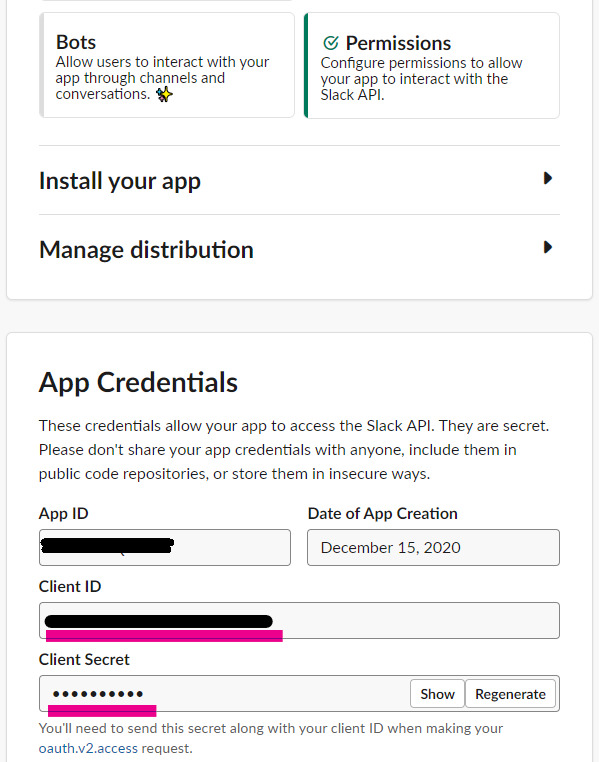 Bots
Allow users to interact with your
app through channels and
conversations.
Permissions
Configure permissions to allow
your app to interact with the
Slack API.
Install your app
Manage distribution
App Credentials
These credentials allow your app to access the Slack API. They are secret.
Please don't share your app credentials with anyone, include them in
public code repositories, or store them in insecure ways.
App ID
Date of App Creation
December 15, 2020
Client ID
Client Secret
••••••••••
Show
Regenerate
You'll need to send this secret along with your client ID when making your
oauth.v2.access request.